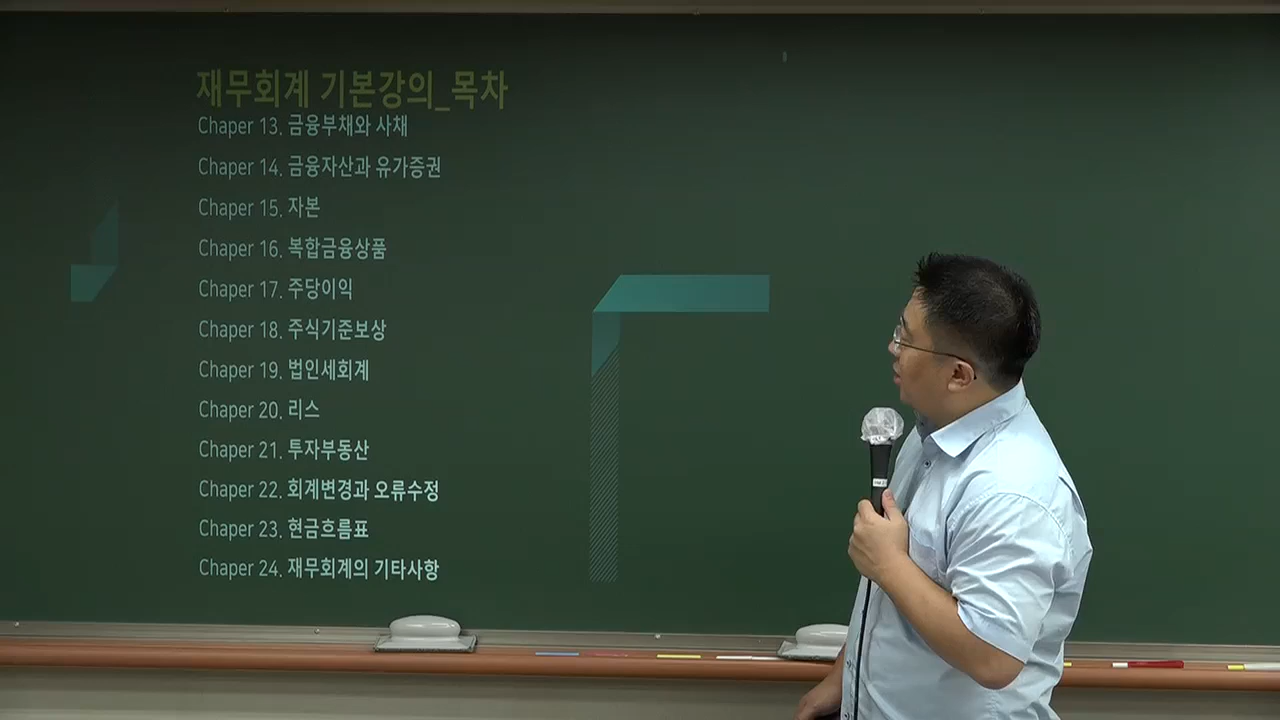 재무회계 기본강의_목차
Chaper 13. 금융부채와 사채
Chaper 14. 금융자산과 유가증권
Chaper 15. 자본
Chaper 16. 복합금융상품
Chaper 17. 주당이익
Chaper 18. 주식기준보상
Chaper 19. 법인세회계
Chaper 20. 리스
Chaper 21. 투자부동산
Chaper 22. 회계변경과 오류수정
Chaper 23. 현금흐름표
Chaper 24. 재무회계의 기타사항